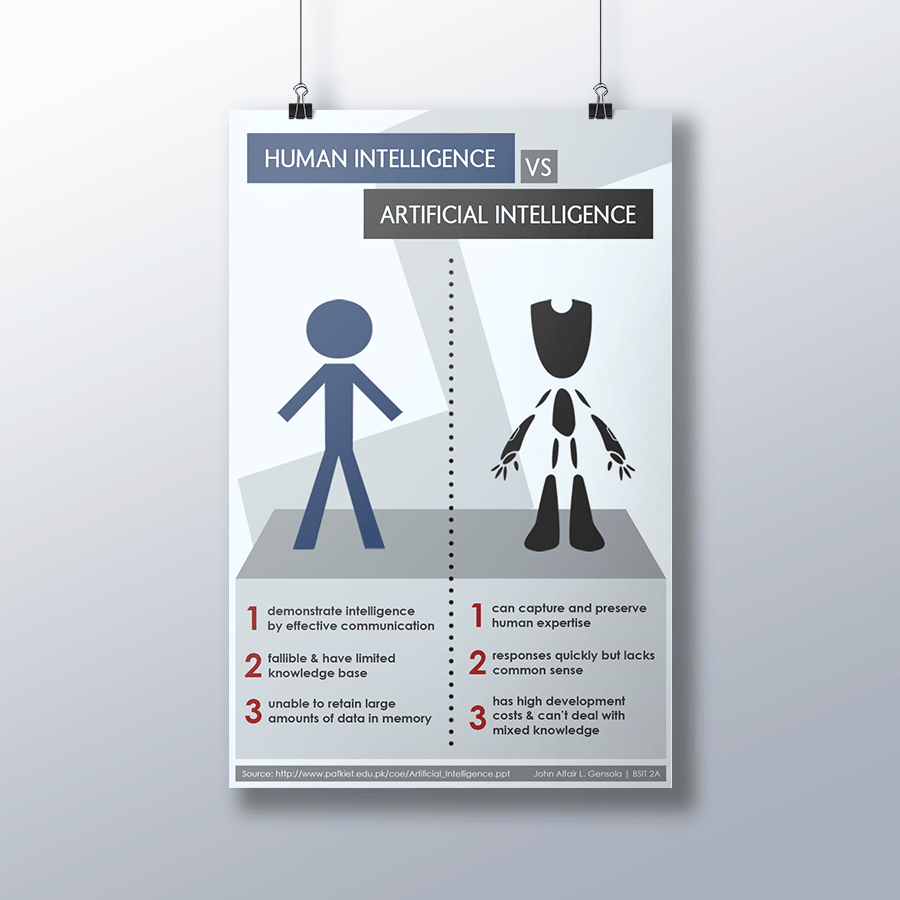 HUMAN INTELLIGENCE
VS
ARTIFICIAL INTELLIGENCE
1 demonstrate intelligence
by effective communication
2 fallible & have limited
knowledge base
3 unable to retain large
amounts of data in memory
1 can capture and preserve
human expertise
2 responses quickly but lacks
common sense
3 has high development
costs & can't deal with
mixed knowledge
Source: http://www.pafkiet.edu.pk/coe/Artificial_Intelligence.ppt
John Altair L. Gensola | BSIT 2A